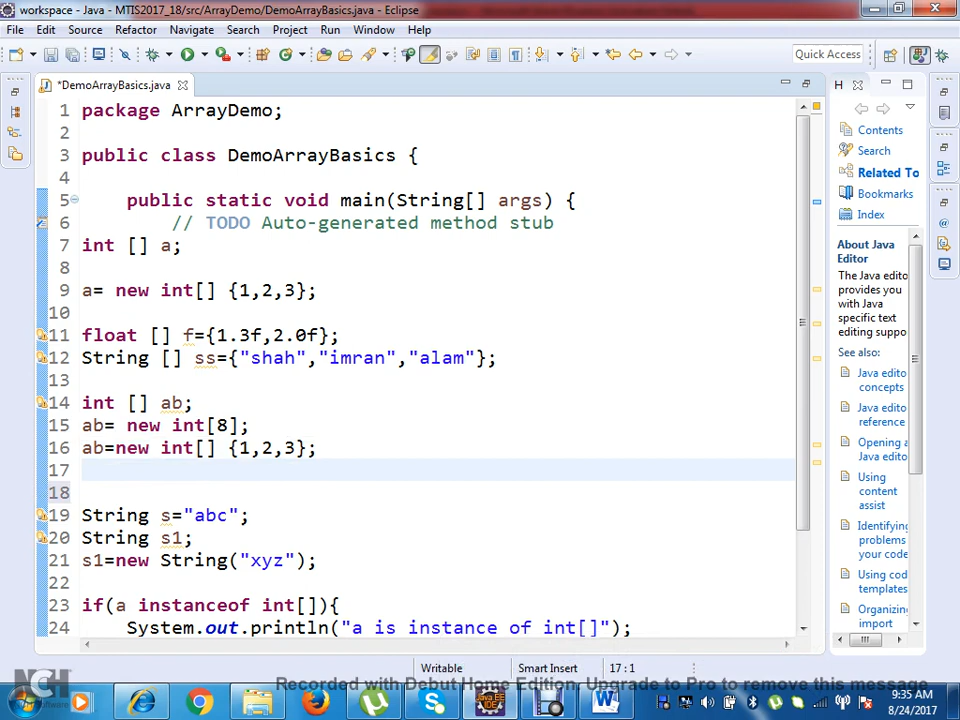 workspace - Java - MTIS2017_18/src/ArrayDemo/DemoArrayBasics.java - Eclipse
File Edit Source Refactor Navigate Search Project Run Window Help
Quick Access
*DemoArrayBasics.java
H
1 package ArrayDemo;
2
3 public class DemoArrayBasics {
4
5 public static void main(String[] args) {
6 // TODO Auto-generated method stub
7 int [] a;
8
9 a= new int[] {1,2,3};
10
11 float [] f={1.3f,2.0f};
12 String [] ss={"shah","imran","alam"};
13
14 int [] ab;
15 ab= new int[8];
16 ab=new int[] {1,2,3};
17
18
19 String s="abc";
20 String s1;
21 s1=new String("xyz");
22
23 if(a instanceof int[]){
24 System.out.println("a is instance of int[]");
Contents
Search
Related To
Bookmarks
Index
About Java
Editor
The Java edito
provides you
with Java
specific text
editing suppo
See also:
Java edito
concepts
Java edito
reference
Opening a
Java edito
Using
content
assist
Identifying
problems
your code
Using cod
templates
Organizing
import
Writable Smart Insert 17 : 1
Recorded with Debut Home Edition. Upgrade to Pro to remove this message
NCH
Software
9:35 AM
8/24/2017